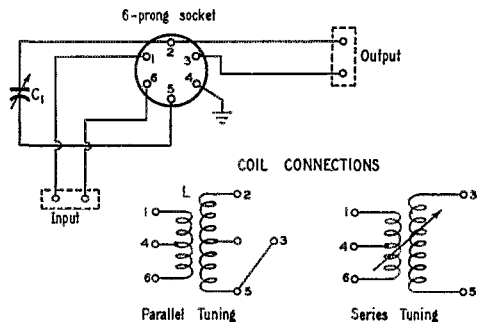 6-prong socket
2
1
3
6
4
5
C1
Output
Input
COIL CONNECTIONS
L
2
1
4
3
6
5
Parallel Tuning
3
1
4
6
5
Series Tuning